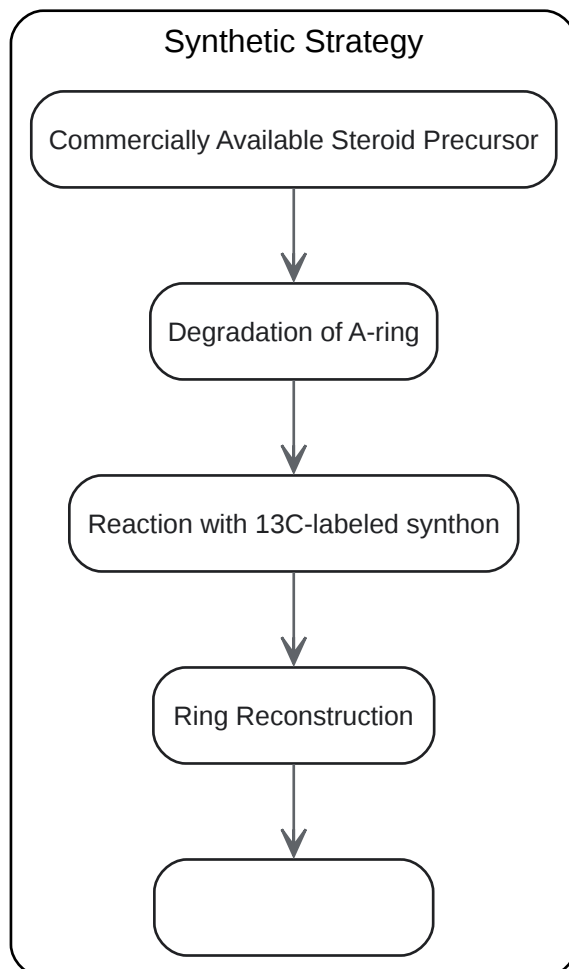 Synthetic Strategy
Commercially Available Steroid Precursor
Degradation of A-ring
Reaction with 13C-labeled synthon
Ring Reconstruction